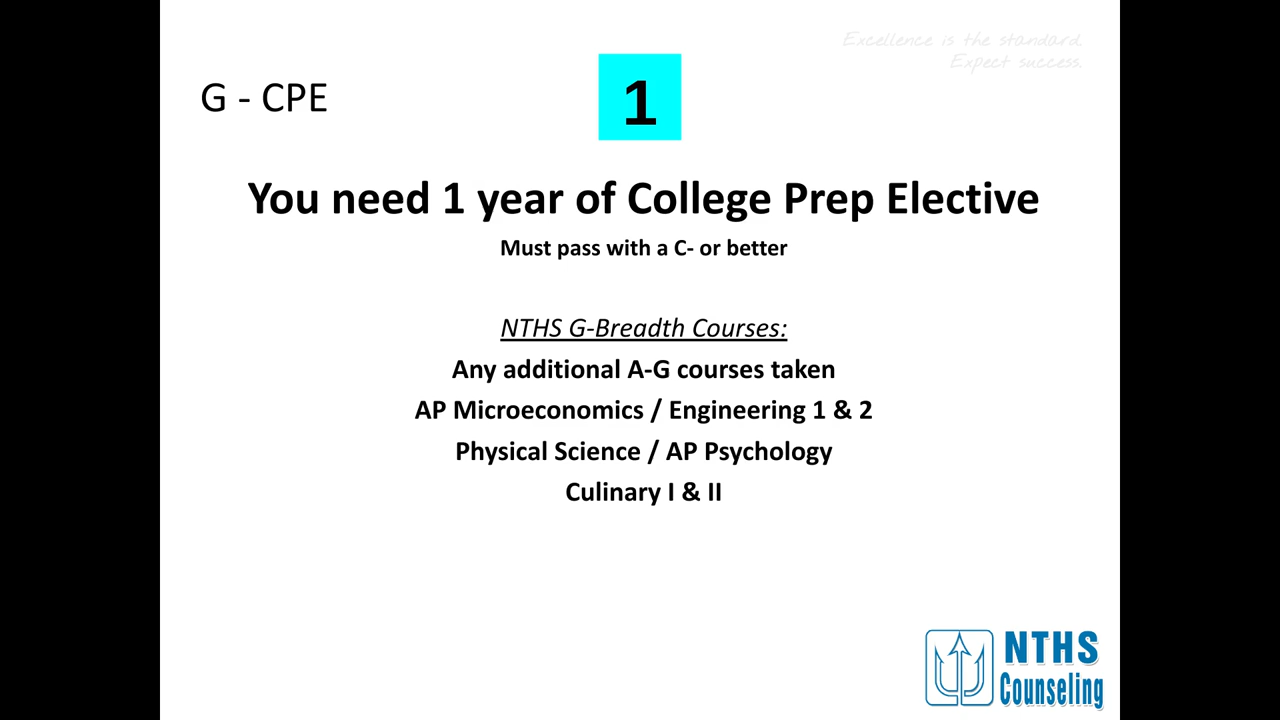 Excellence is the standard.
Expect success.
G - CPE
1
You need 1 year of College Prep Elective
Must pass with a C- or better
NTHS G-Breadth Courses:
Any additional A-G courses taken
AP Microeconomics / Engineering 1 & 2
Physical Science / AP Psychology
Culinary I & II
NTHS
Counseling